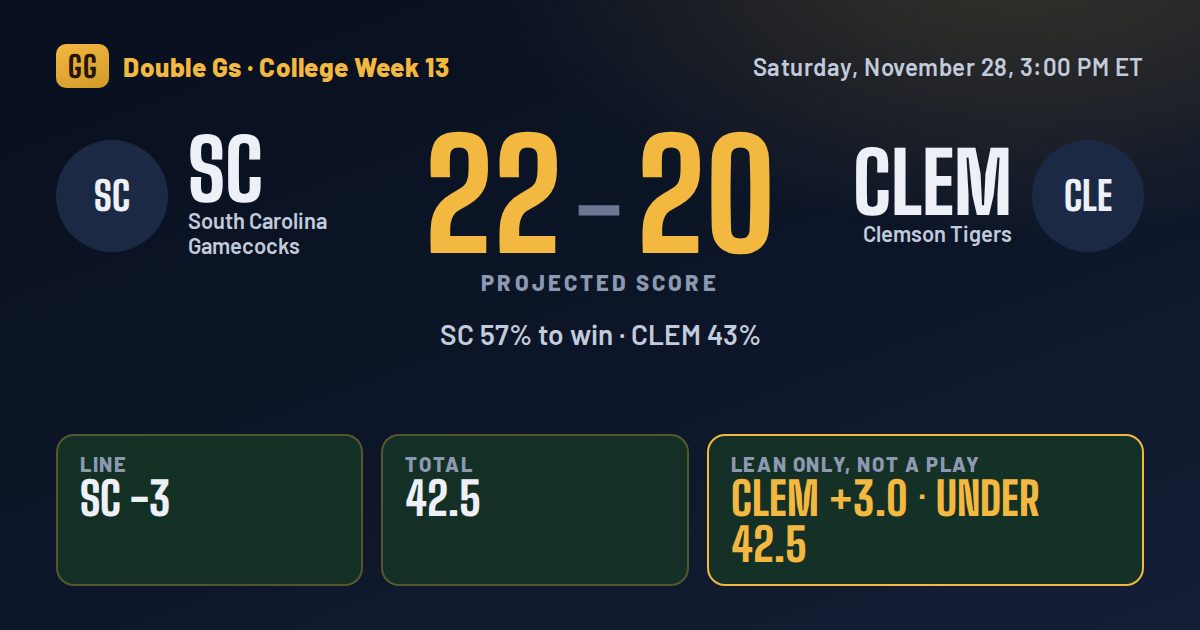 GG
Double Gs · College Week 13
Saturday, November 28, 3:00 PM ET
SC
SC
South Carolina
Gamecocks
22 – 20
PROJECTED SCORE
SC 57% to win · CLEM 43%
CLEM
Clemson Tigers
CLE
LINE
SC −3
TOTAL
42.5
LEAN ONLY, NOT A PLAY
CLEM +3.0 · UNDER
42.5